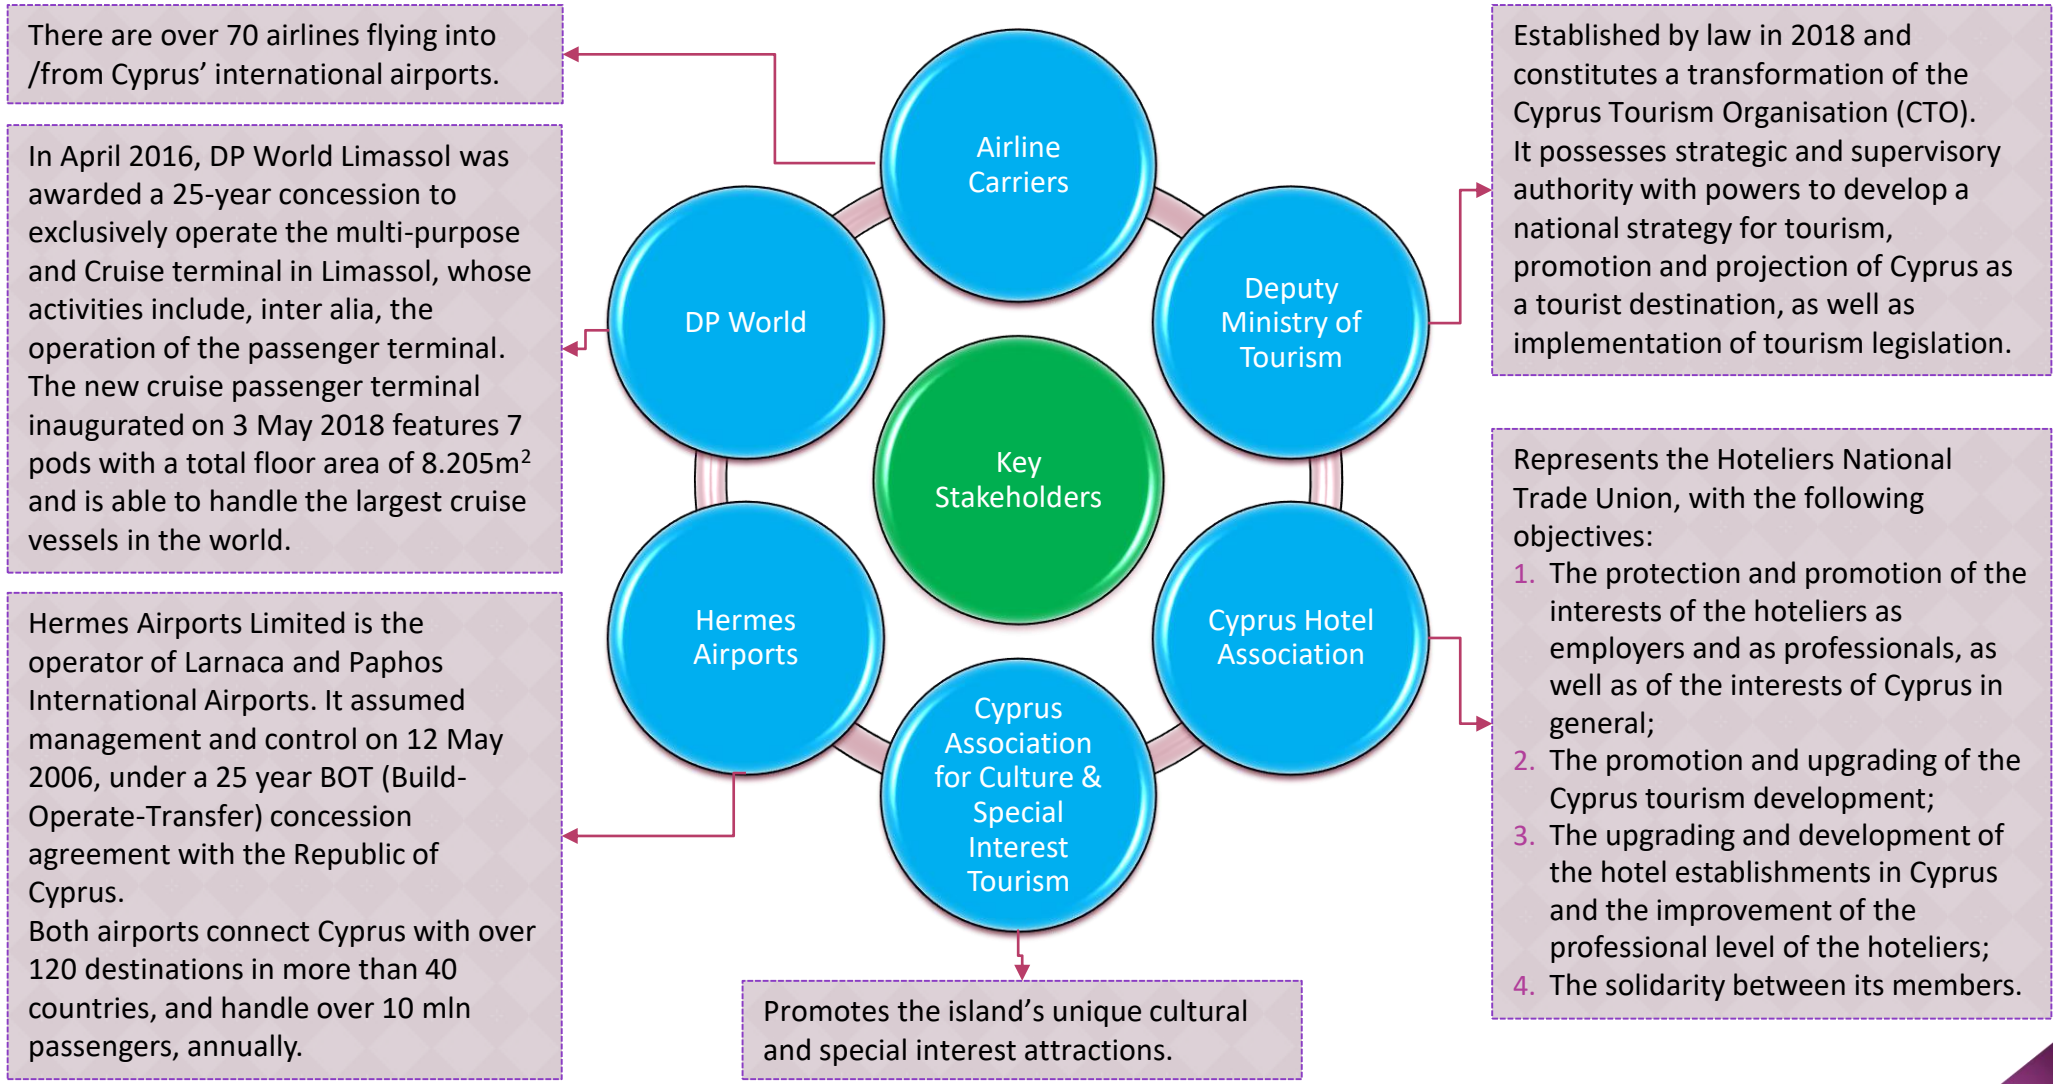 There are over 70 airlines flying into
/from Cyprus’ international airports.
In April 2016, DP World Limassol was
awarded a 25-year concession to
exclusively operate the multi-purpose
and Cruise terminal in Limassol, whose
activities include, inter alia, the
operation of the passenger terminal.
The new cruise passenger terminal
inaugurated on 3 May 2018 features 7
pods with a total floor area of 8.205m²
and is able to handle the largest cruise
vessels in the world.
Hermes Airports Limited is the
operator of Larnaca and Paphos
International Airports. It assumed
management and control on 12 May
2006, under a 25 year BOT (Build-
Operate-Transfer) concession
agreement with the Republic of
Cyprus.
Both airports connect Cyprus with over
120 destinations in more than 40
countries, and handle over 10 mln
passengers, annually.
Airline
Carriers
DP World
Deputy
Ministry of
Tourism
Key
Stakeholders
Hermes
Airports
Cyprus Hotel
Association
Cyprus
Association
for Culture &
Special
Interest
Tourism
Promotes the island’s unique cultural
and special interest attractions.
Established by law in 2018 and
constitutes a transformation of the
Cyprus Tourism Organisation (CTO).
It possesses strategic and supervisory
authority with powers to develop a
national strategy for tourism,
promotion and projection of Cyprus as
a tourist destination, as well as
implementation of tourism legislation.
Represents the Hoteliers National
Trade Union, with the following
objectives:
1. The protection and promotion of the
interests of the hoteliers as
employers and as professionals, as
well as of the interests of Cyprus in
general;
2. The promotion and upgrading of the
Cyprus tourism development;
3. The upgrading and development of
the hotel establishments in Cyprus
and the improvement of the
professional level of the hoteliers;
4. The solidarity between its members.